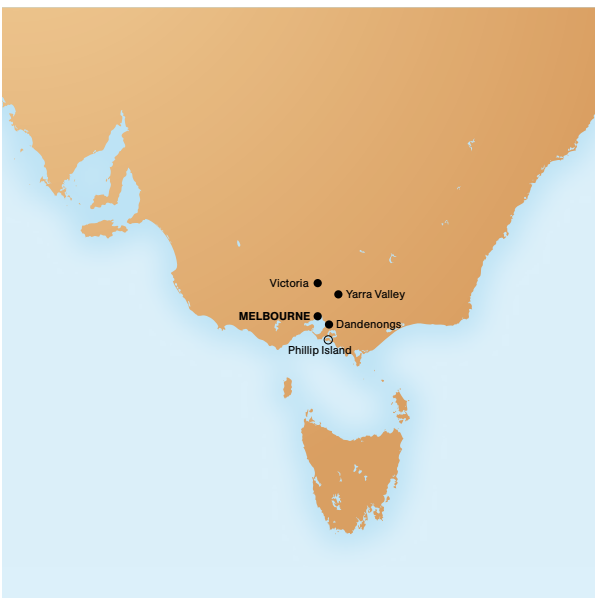 Victoria
Yarra Valley
MELBOURNE
Dandenongs
Phillip Island